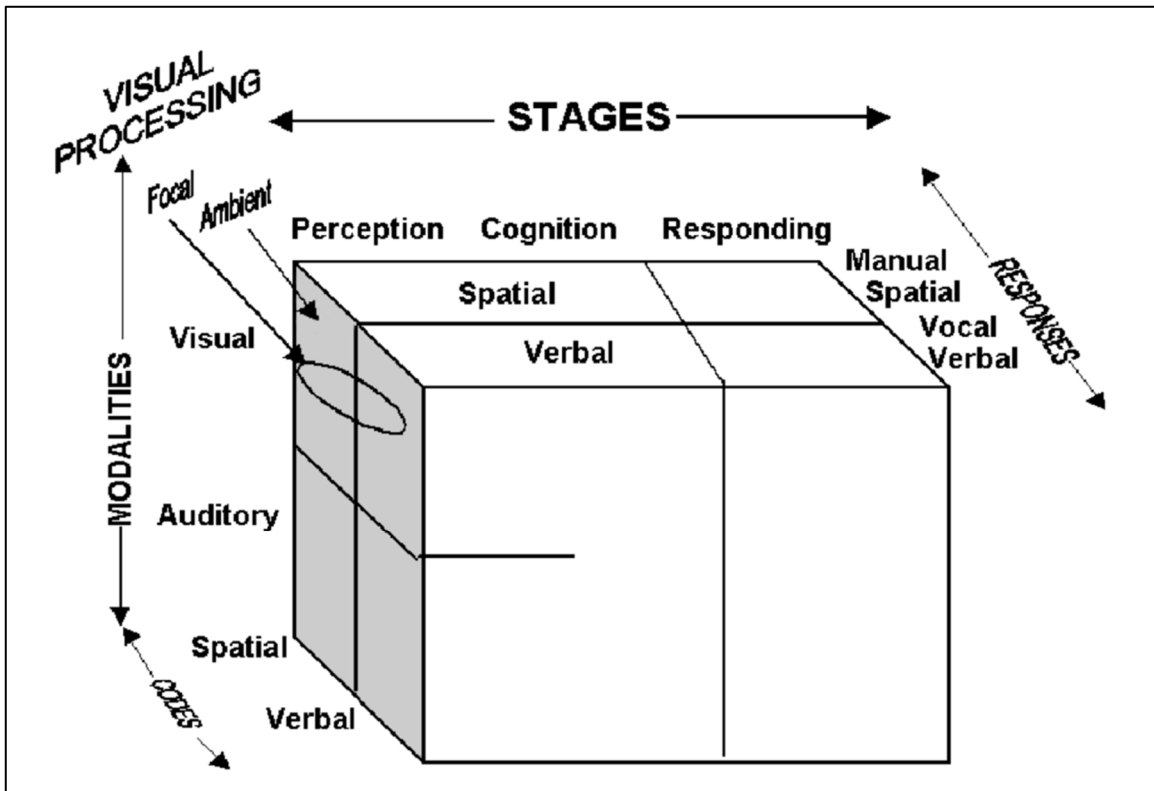 VISUAL
PROCESSING
STAGES
Focal
Ambient
Perception Cognition Responding
Manual
Spatial
Vocal
Verbal
RESPONSES
Spatial
Verbal
Visual
MODALITIES
Auditory
Spatial
Verbal
CODES